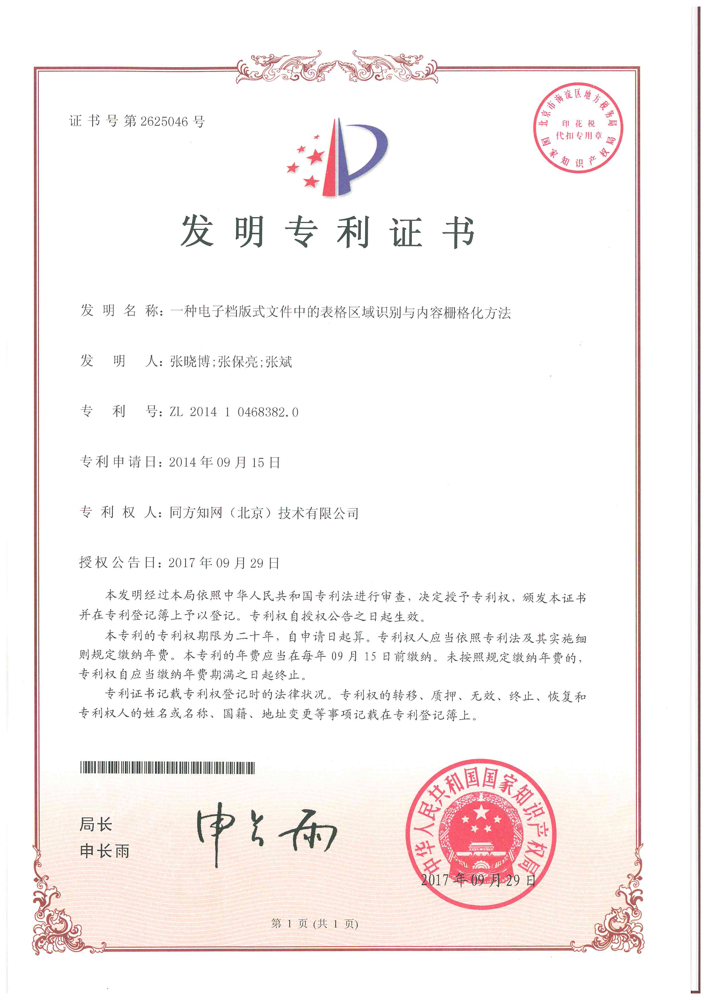 证书号第2625046号
北京市海淀区地方税务局
印花税
代扣专用章
国家知识产权局
发明专利证书
发明名称：一种电子档版式文件中的表格区域识别与内容栅格化方法
发明人：张晓博;张保亮;张斌
专利号：ZL 2014 1 0468382.0
专利申请日：2014年09月15日
专利权人：同方知网（北京）技术有限公司
授权公告日：2017年09月29日
本发明经过本局依照中华人民共和国专利法进行审查，决定授予专利权，颁发本证书
并在专利登记簿上予以登记。专利权自授权公告之日起生效。
本专利的专利权期限为二十年，自申请日起算。专利权人应当依照专利法及其实施细
则规定缴纳年费。本专利的年费应当在每年 09 月 15 日前缴纳。未按照规定缴纳年费的，
专利权自应当缴纳年费期满之日起终止。
专利证书记载专利权登记时的法律状况。专利权的转移、质押、无效、终止、恢复和
专利权人的姓名或名称、国籍、地址变更等事项记载在专利登记簿上。
局长
申长雨
申长雨
中华人民共和国国家知识产权局
2017年09月29日
第 1 页 (共 1 页)